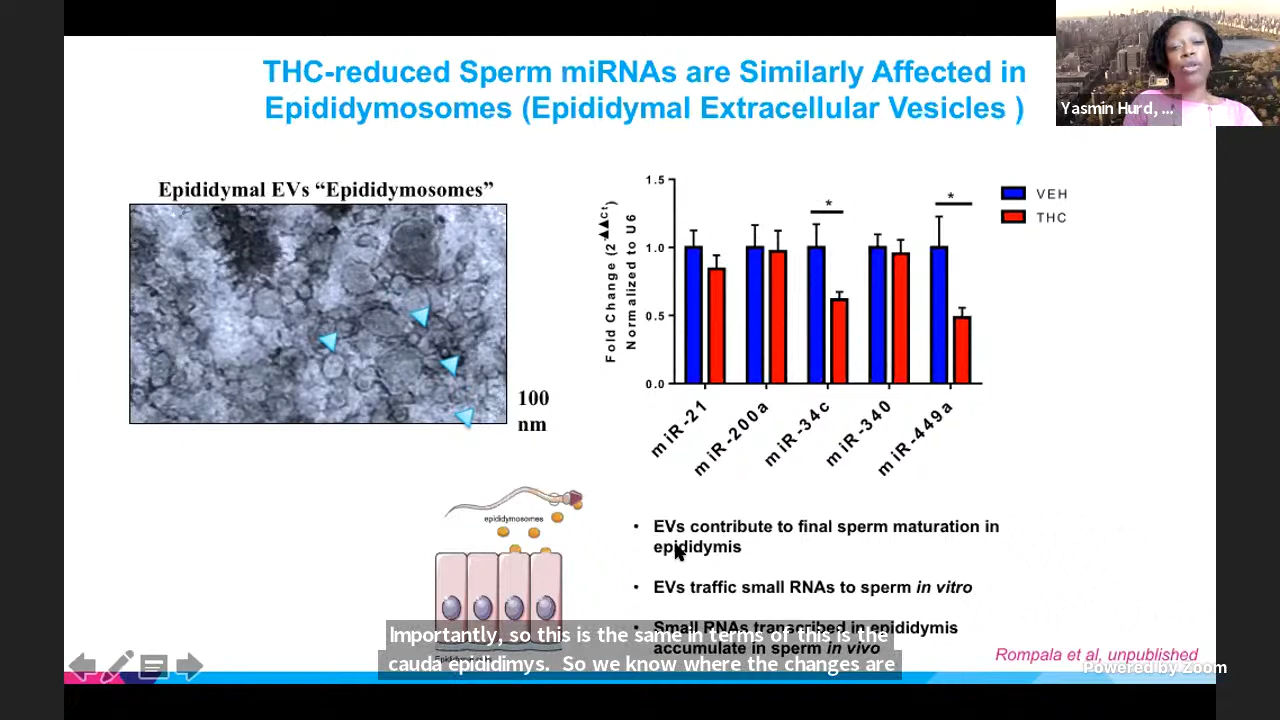 THC-reduced Sperm miRNAs are Similarly Affected in
Epididymosomes (Epididymal Extracellular Vesicles )
Yasmin Hurd, ...
Epididymal EVs “Epididymosomes”
100
nm
Fold Change (2-▲▲Ct)
Normalized to U6
1.5
1.0
0.5
0.0
*
*
VEH
THC
miR-21
miR-200a
miR-34c
miR-340
miR-449a
epididymosomes
• EVs contribute to final sperm maturation in
epididymis
• EVs traffic small RNAs to sperm in vitro
• Small RNAs transcribed in epididymis
accumulate in sperm in vivo
Importantly, so this is the same in terms of this is the
cauda epididimys. So we know where the changes are
Rompala et al, unpublished
Powered by Zoom